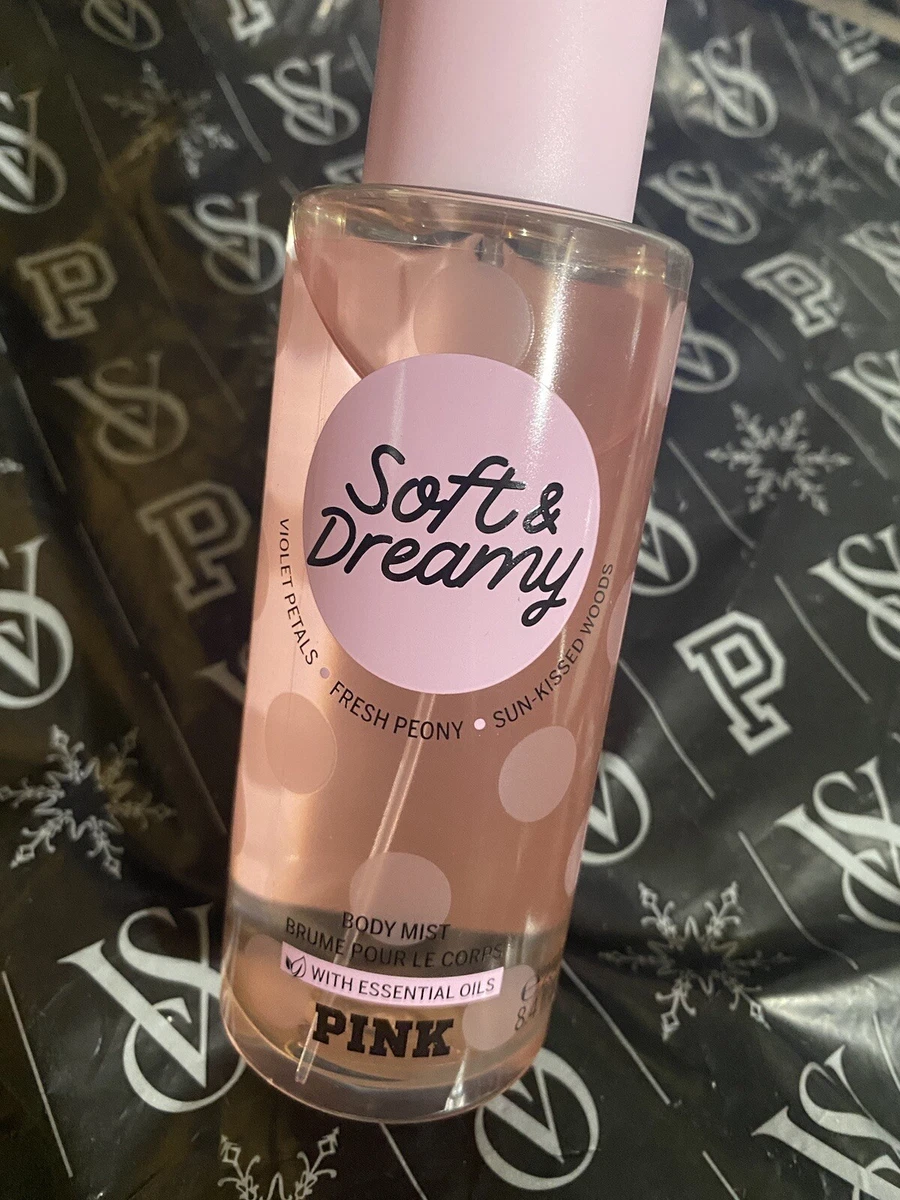 Soft &
Dreamy
VIOLET PETALS • FRESH PEONY • SUN-KISSED WOODS
BODY MIST
BRUME POUR LE CORPS
WITH ESSENTIAL OILS
PINK